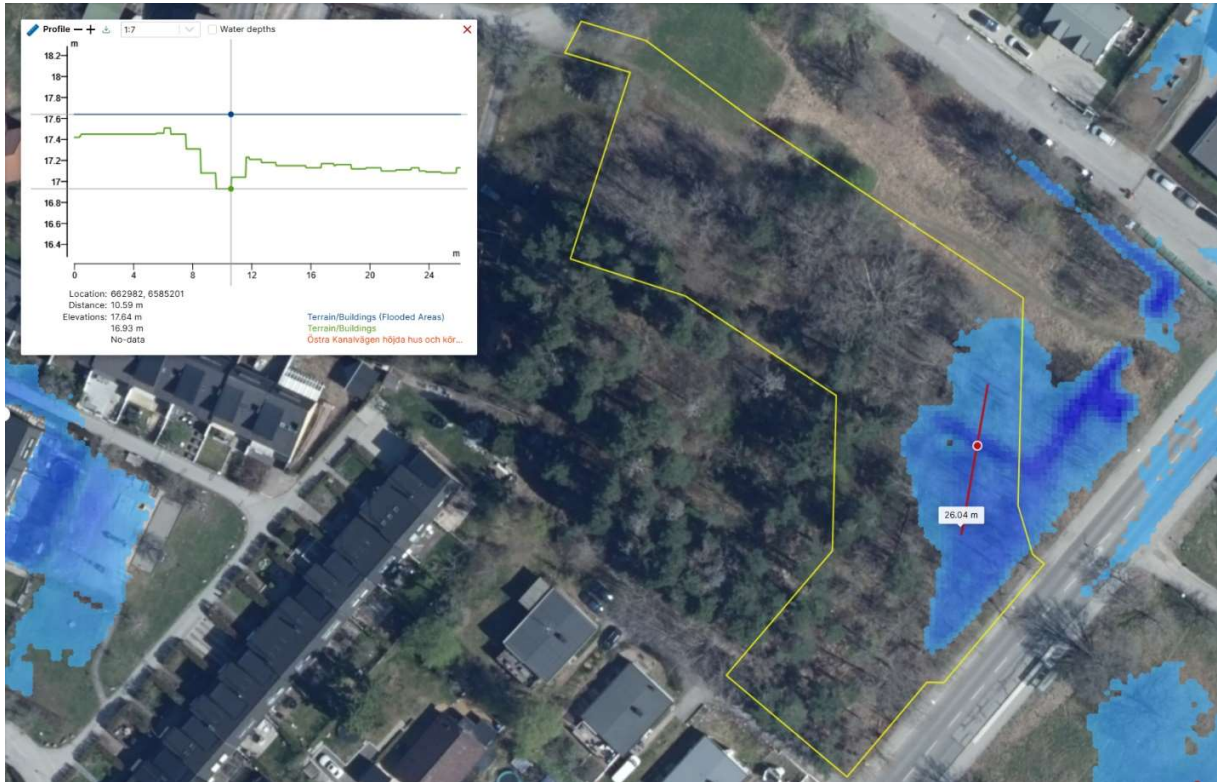 Profile − + 1:7 Water depths ×
m
18.2
18
17.8
17.6
17.4
17.2
17
16.8
16.6
16.4
m
0 4 8 12 16 20 24
Location: 662982, 6585201
Distance: 10.59 m
Elevations: 17.64 m Terrain/Buildings (Flooded Areas)
16.93 m Terrain/Buildings
No-data Östra Kanalvägen höjda hus och kör...
26.04 m